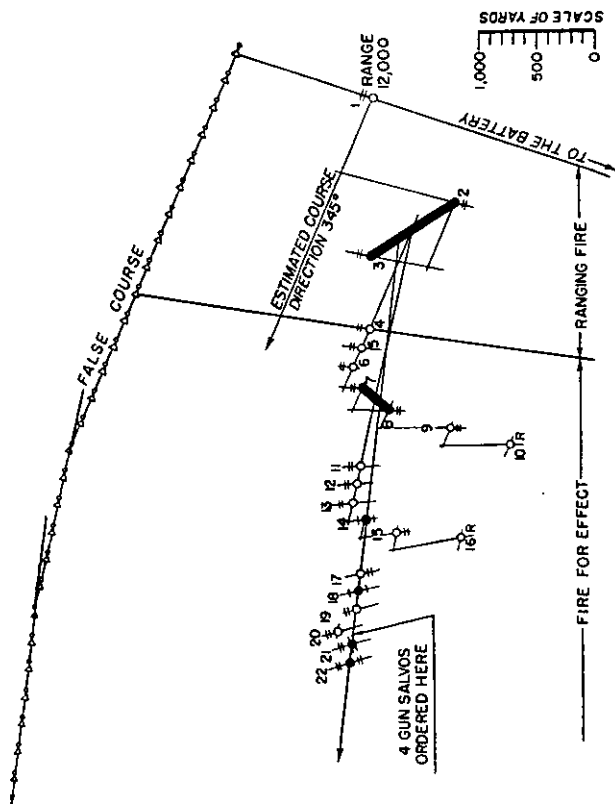 FALSE COURSE
1
RANGE
12,000
ESTIMATED COURSE
DIRECTION 345°
TO THE BATTERY
SCALE OF YARDS
1,000
500
0
2
3
4
5
6
7
8
9
10
R
11
12
13
14
15
16
R
17
18
19
20
21
22
4 GUN SALVOS
ORDERED HERE
FIRE FOR EFFECT
RANGING FIRE